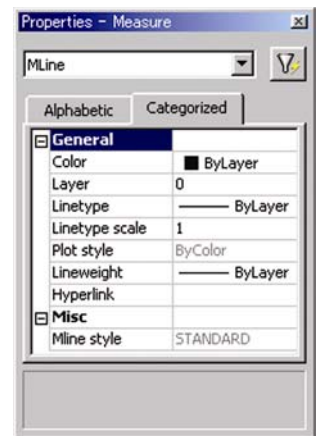 Properties - Measure
MLine
Alphabetic Categorized
General
Color ByLayer
Layer 0
Linetype ByLayer
Linetype scale 1
Plot style ByColor
Lineweight ByLayer
Hyperlink
Misc
Mline style STANDARD